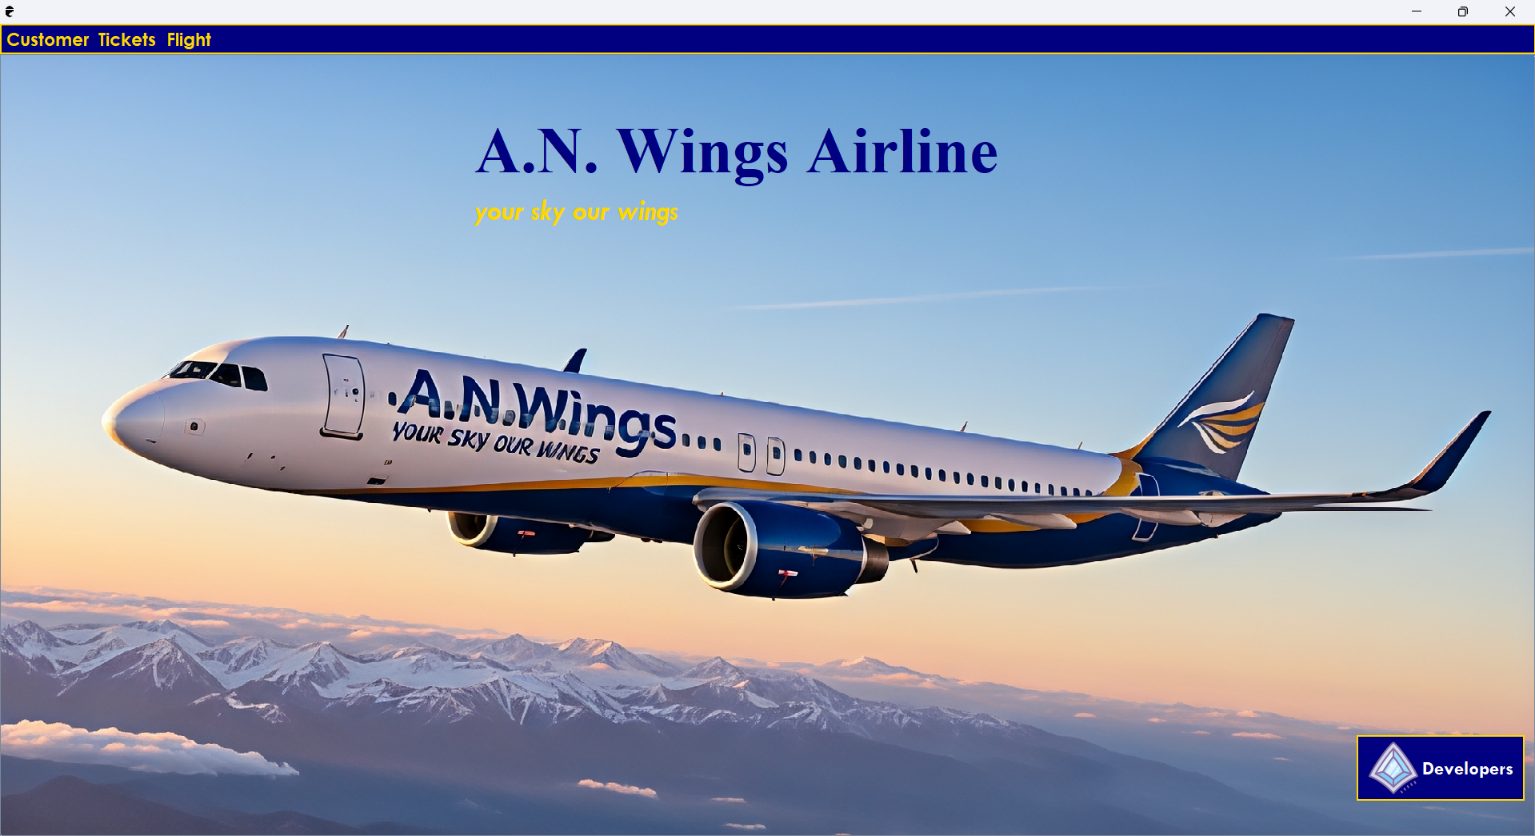 Customer Tickets Flight
A.N. Wings Airline
your sky our wings
A.N.Wings
YOUR SKY OUR WINGS
Developers